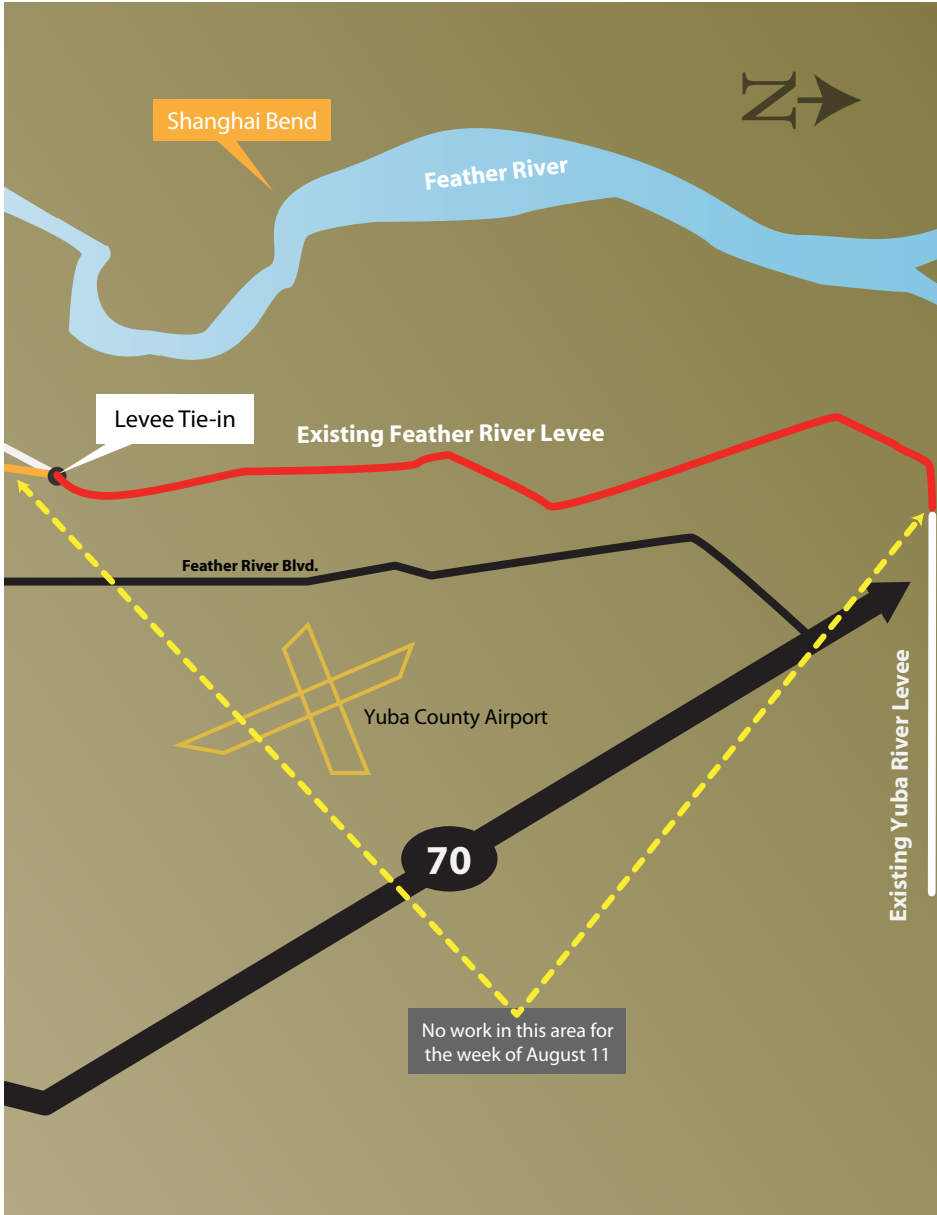 N
Shanghai Bend
Feather River
Levee Tie-in
Existing Feather River Levee
Feather River Blvd.
Yuba County Airport
Existing Yuba River Levee
70
No work in this area for
the week of August 11